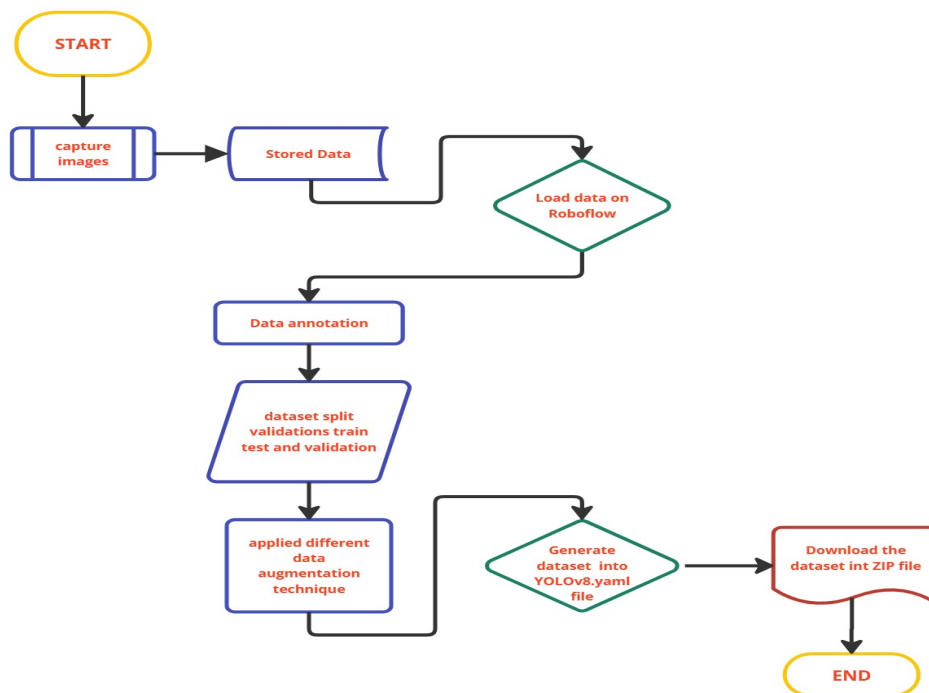 START
capture
images
Stored Data
Load data on
Roboflow
Data annotation
dataset split
validations train
test and validation
applied different
data
augmentation
technique
Generate
dataset into
YOLOv8.yaml
file
Download the
dataset int ZIP file
END